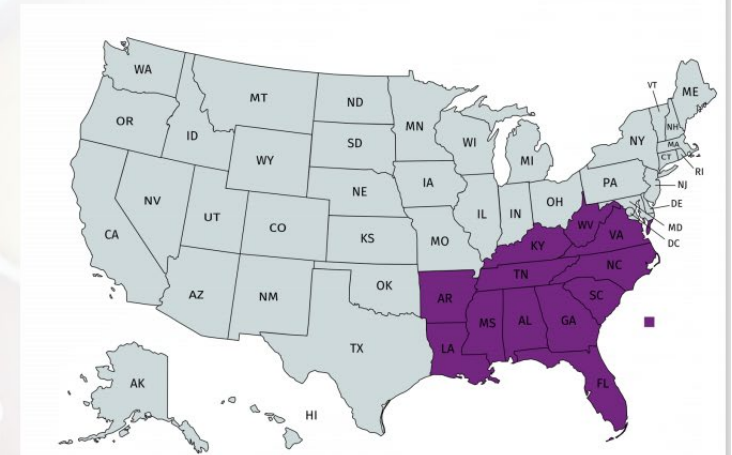 WA
MT
ND
MN
VT
ME
OR
ID
SD
WI
MI
NY
NH
MA
CT
RI
WY
IA
PA
NJ
NV
NE
OH
DE
UT
IL
IN
MD
CA
CO
KS
MO
WV
VA
DC
KY
AZ
NM
OK
AR
TN
NC
SC
TX
LA
MS
AL
GA
AK
HI
FL